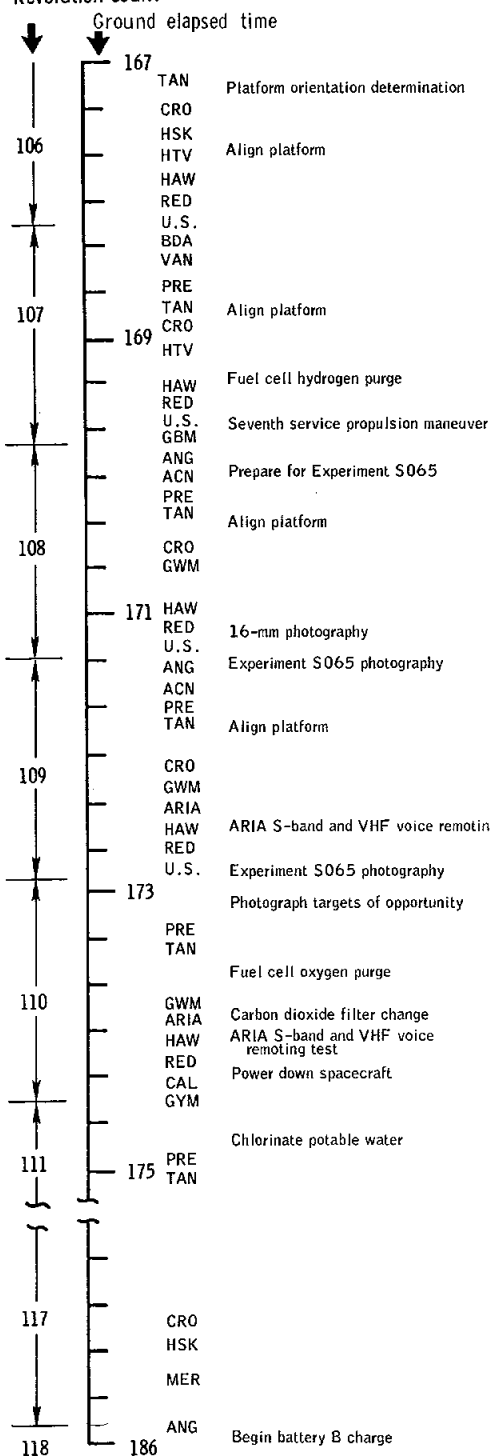 Ground elapsed time
167
TAN Platform orientation determination
CRO
HSK
106 HTV Align platform
HAW
RED
U.S.
BDA
VAN
PRE
107 TAN Align platform
CRO
169
HTV
HAW Fuel cell hydrogen purge
RED
U.S. Seventh service propulsion maneuver
GBM
ANG
ACN Prepare for Experiment S065
PRE
TAN Align platform
108 CRO
GWM
171 HAW
RED 16-mm photography
U.S.
ANG Experiment S065 photography
ACN
PRE
TAN Align platform
CRO
109 GWM
ARIA
HAW ARIA S-band and VHF voice remotin
RED
U.S. Experiment S065 photography
173 Photograph targets of opportunity
PRE
TAN
Fuel cell oxygen purge
110 GWM
ARIA Carbon dioxide filter change
HAW ARIA S-band and VHF voice
remoting test
RED
CAL Power down spacecraft
GYM
Chlorinate potable water
111 PRE
175 TAN
117 CRO
HSK
MER
ANG
118 186 Begin battery B charge